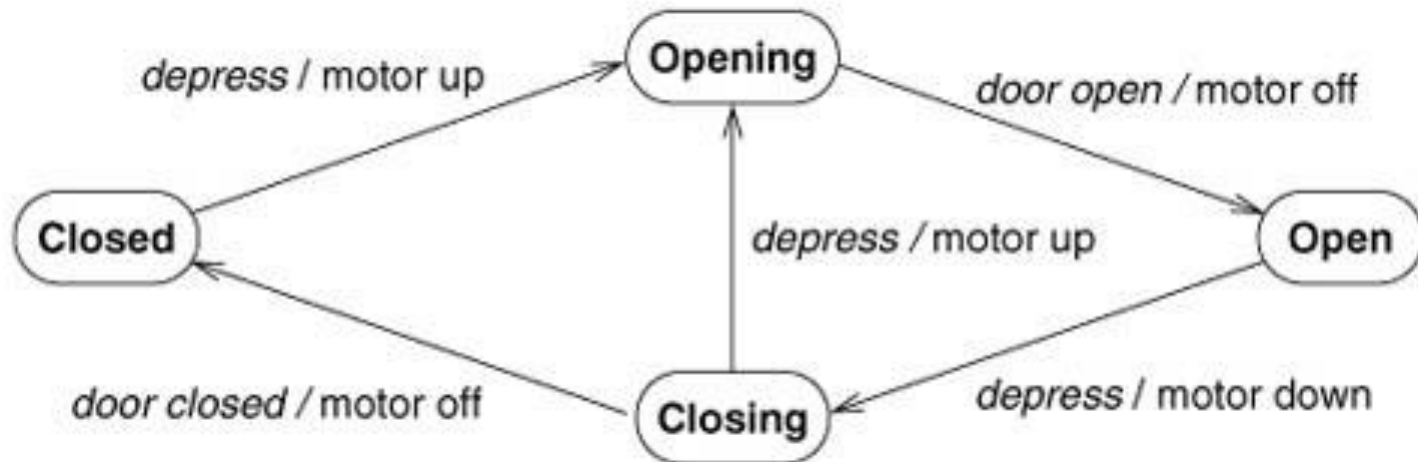 Opening
depress / motor up
door open / motor off
Closed
depress / motor up
Open
door closed / motor off
Closing
depress / motor down